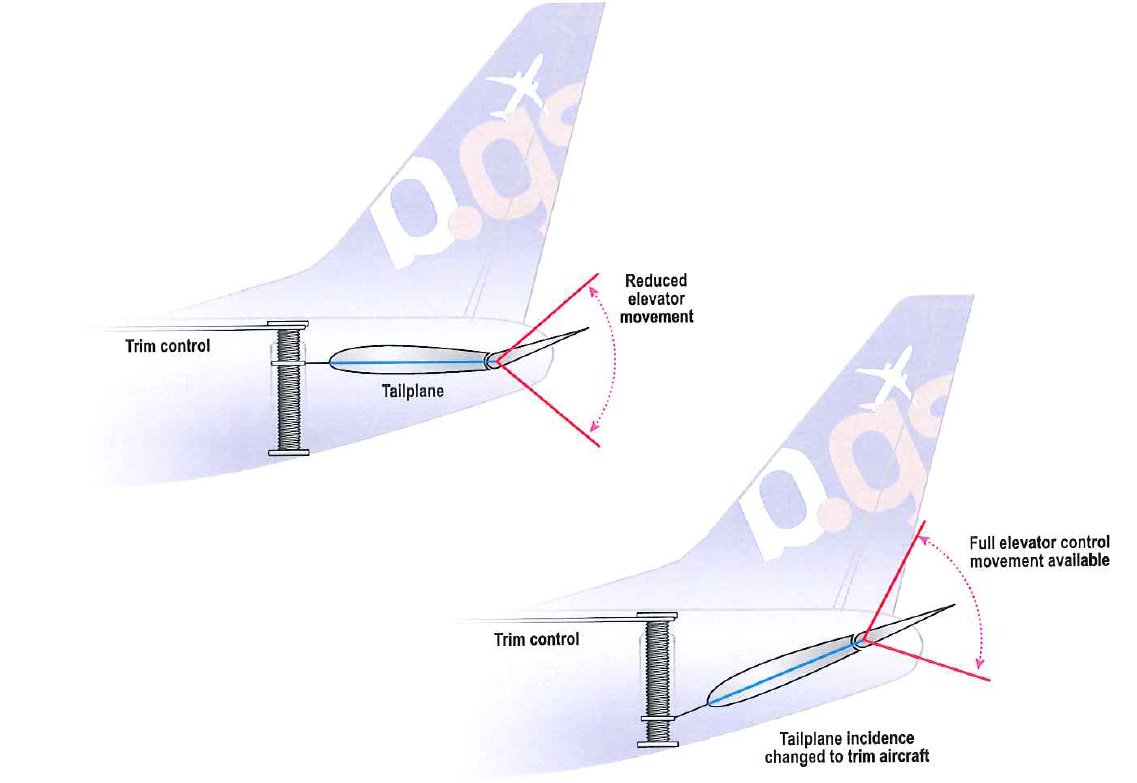 Reduced
elevator
movement
Trim control
Tailplane
Full elevator control
movement available
Trim control
Tailplane incidence
changed to trim aircraft